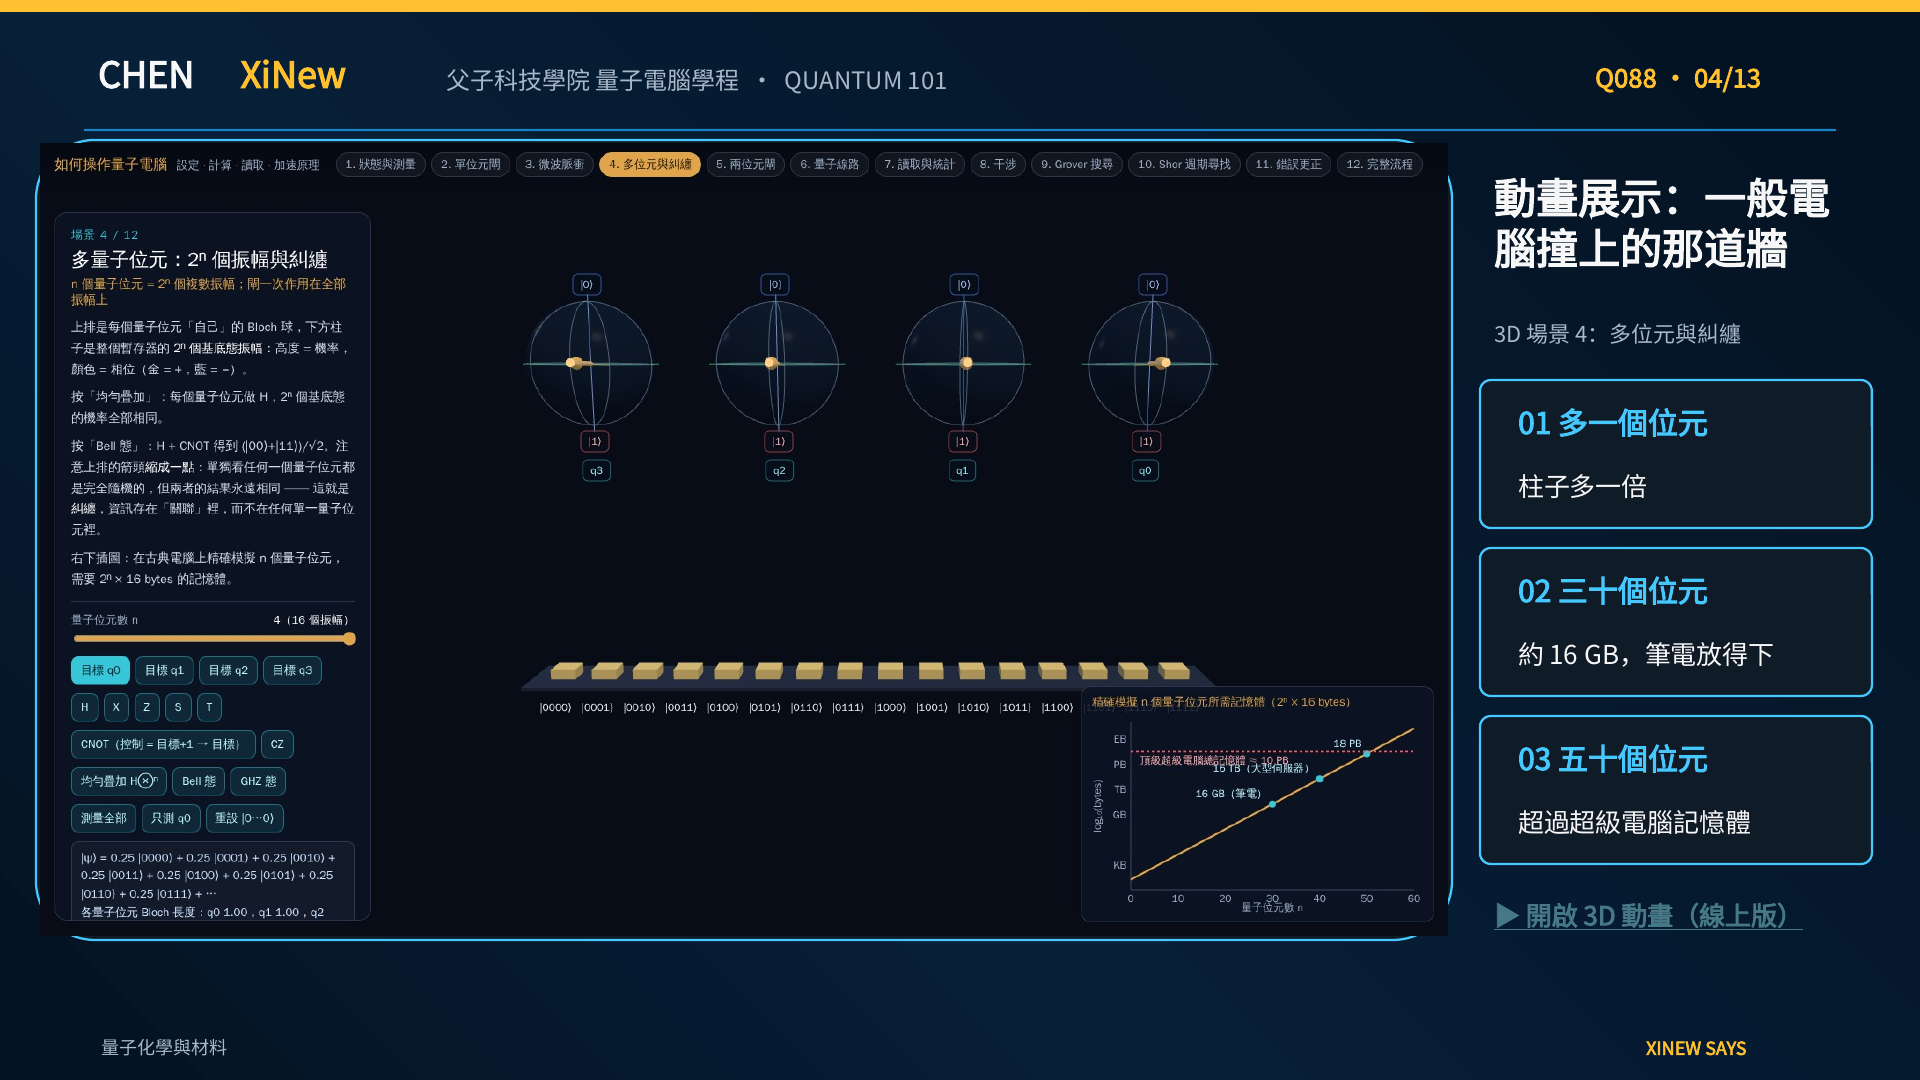 CHEN XiNew 父子科技學院 量子電腦學程 · QUANTUM 101 Q088 · 04/13
如何操作量子電腦 設定 · 計算 · 讀取 · 加速原理 1. 狀態與測量 2. 單位元閘 3. 微波脈衝 4. 多位元與糾纏 5. 兩位元閘 6. 量子線路 7. 讀取與統計 8. 干涉 9. Grover 搜尋 10. Shor 週期尋找 11. 錯誤更正 12. 完整流程
場景 4 / 12
多量子位元：2ⁿ 個振幅與糾纏
n 個量子位元 = 2ⁿ 個複數振幅；閘一次作用在全部
振幅上
上排是每個量子位元「自己」的 Bloch 球，下方柱
子是整個暫存器的 2ⁿ 個基底態振幅：高度 = 機率，
顏色 = 相位（金 = +，藍 = −）。
按「均勻疊加」：每個量子位元做 H，2ⁿ 個基底態
的機率全部相同。
按「Bell 態」：H + CNOT 得到 (|00⟩+|11⟩)/√2。注
意上排的箭頭縮成一點：單獨看任何一個量子位元都
是完全隨機的，但兩者的結果永遠相同 —— 這就是
糾纏，資訊存在「關聯」裡，而不在任何單一量子位
元裡。
右下插圖：在古典電腦上精確模擬 n 個量子位元，
需要 2ⁿ × 16 bytes 的記憶體。
量子位元數 n 4（16 個振幅）
目標 q0 目標 q1 目標 q2 目標 q3
H X Z S T
CNOT（控制 = 目標+1 → 目標） CZ
均勻疊加 H⊗ⁿ Bell 態 GHZ 態
測量全部 只測 q0 重設 |0⋯0⟩
|ψ⟩ = 0.25 |0000⟩ + 0.25 |0001⟩ + 0.25 |0010⟩ +
0.25 |0011⟩ + 0.25 |0100⟩ + 0.25 |0101⟩ + 0.25
|0110⟩ + 0.25 |0111⟩ + ⋯
各量子位元 Bloch 長度：q0 1.00，q1 1.00，q2
|0⟩ |0⟩ |0⟩ |0⟩
|1⟩ |1⟩ |1⟩ |1⟩
q3 q2 q1 q0
|0000⟩ |0001⟩ |0010⟩ |0011⟩ |0100⟩ |0101⟩ |0110⟩ |0111⟩ |1000⟩ |1001⟩ |1010⟩ |1011⟩ |1100⟩
精確模擬 n 個量子位元所需記憶體（2ⁿ × 16 bytes）
EB
PB
TB
GB
KB
log₁₀(bytes)
18 PB
頂級超級電腦總記憶體 ≈ 10 PB
16 TB（大型伺服器）
16 GB（筆電）
0 10 20 30 40 50 60
量子位元數 n
動畫展示：一般電
腦撞上的那道牆
3D 場景 4：多位元與糾纏
01 多一個位元
柱子多一倍
02 三十個位元
約 16 GB，筆電放得下
03 五十個位元
超過超級電腦記憶體
▶ 開啟 3D 動畫（線上版）
量子化學與材料
XINEW SAYS